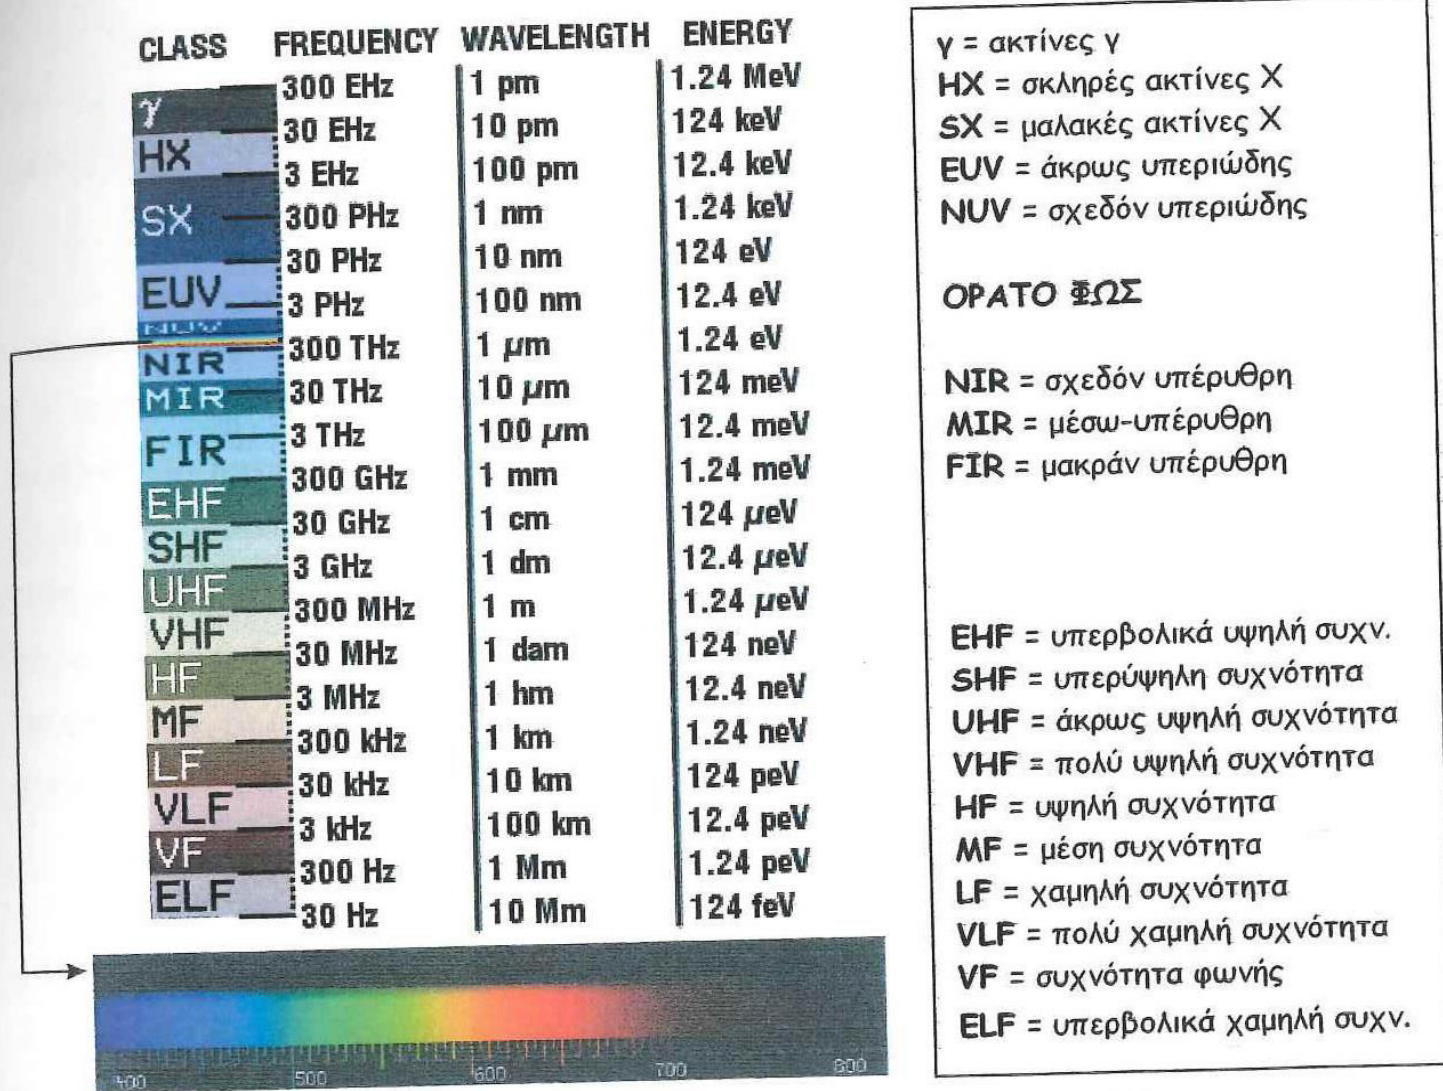 CLASS FREQUENCY WAVELENGTH ENERGY
γ
HX
SX
EUV
NUV
NIR
MIR
FIR
EHF
SHF
UHF
VHF
HF
MF
LF
VLF
VF
ELF
300 EHz 1 pm 1.24 MeV
30 EHz 10 pm 124 keV
3 EHz 100 pm 12.4 keV
300 PHz 1 nm 1.24 keV
30 PHz 10 nm 124 eV
3 PHz 100 nm 12.4 eV
300 THz 1 µm 1.24 eV
30 THz 10 µm 124 meV
3 THz 100 µm 12.4 meV
300 GHz 1 mm 1.24 meV
30 GHz 1 cm 124 µeV
3 GHz 1 dm 12.4 µeV
300 MHz 1 m 1.24 µeV
30 MHz 1 dam 124 neV
3 MHz 1 hm 12.4 neV
300 kHz 1 km 1.24 neV
30 kHz 10 km 124 peV
3 kHz 100 km 12.4 peV
300 Hz 1 Mm 1.24 peV
30 Hz 10 Mm 124 feV
400 500 600 700 800
γ = ακτίνες γ
HX = σκληρές ακτίνες Χ
SX = μαλακές ακτίνες Χ
EUV = άκρως υπεριώδης
NUV = σχεδόν υπεριώδης
ΟΡΑΤΟ ΦΩΣ
NIR = σχεδόν υπέρυθρη
MIR = μέσω-υπέρυθρη
FIR = μακράν υπέρυθρη
EHF = υπερβολικά υψηλή συχν.
SHF = υπερύψηλη συχνότητα
UHF = άκρως υψηλή συχνότητα
VHF = πολύ υψηλή συχνότητα
HF = υψηλή συχνότητα
MF = μέση συχνότητα
LF = χαμηλή συχνότητα
VLF = πολύ χαμηλή συχνότητα
VF = συχνότητα φωνής
ELF = υπερβολικά χαμηλή συχν.